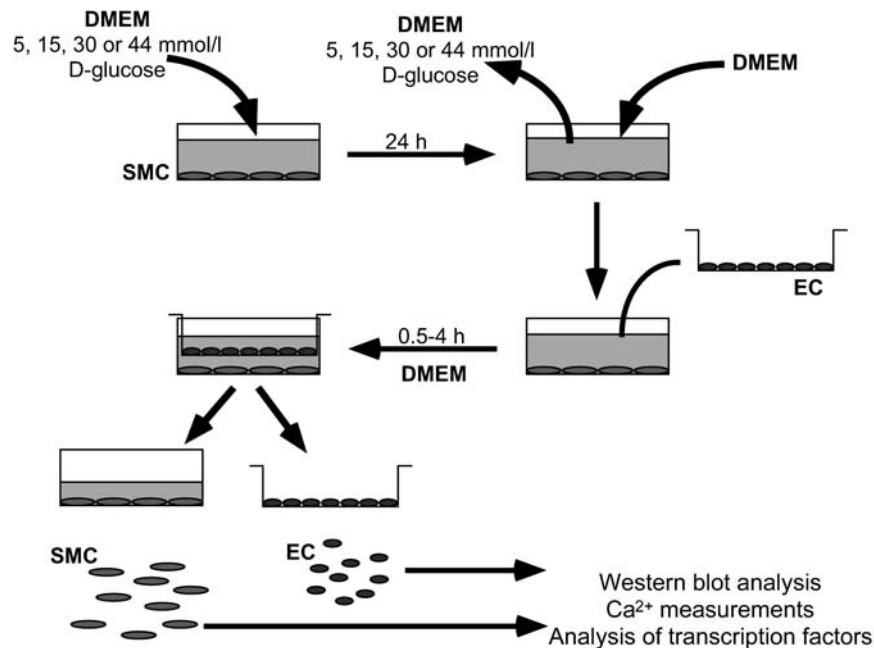 DMEM
5, 15, 30 or 44 mmol/l
D-glucose
DMEM
5, 15, 30 or 44 mmol/l
D-glucose
DMEM
SMC
24 h
EC
0.5-4 h
DMEM
SMC
EC
Western blot analysis
Ca²⁺ measurements
Analysis of transcription factors